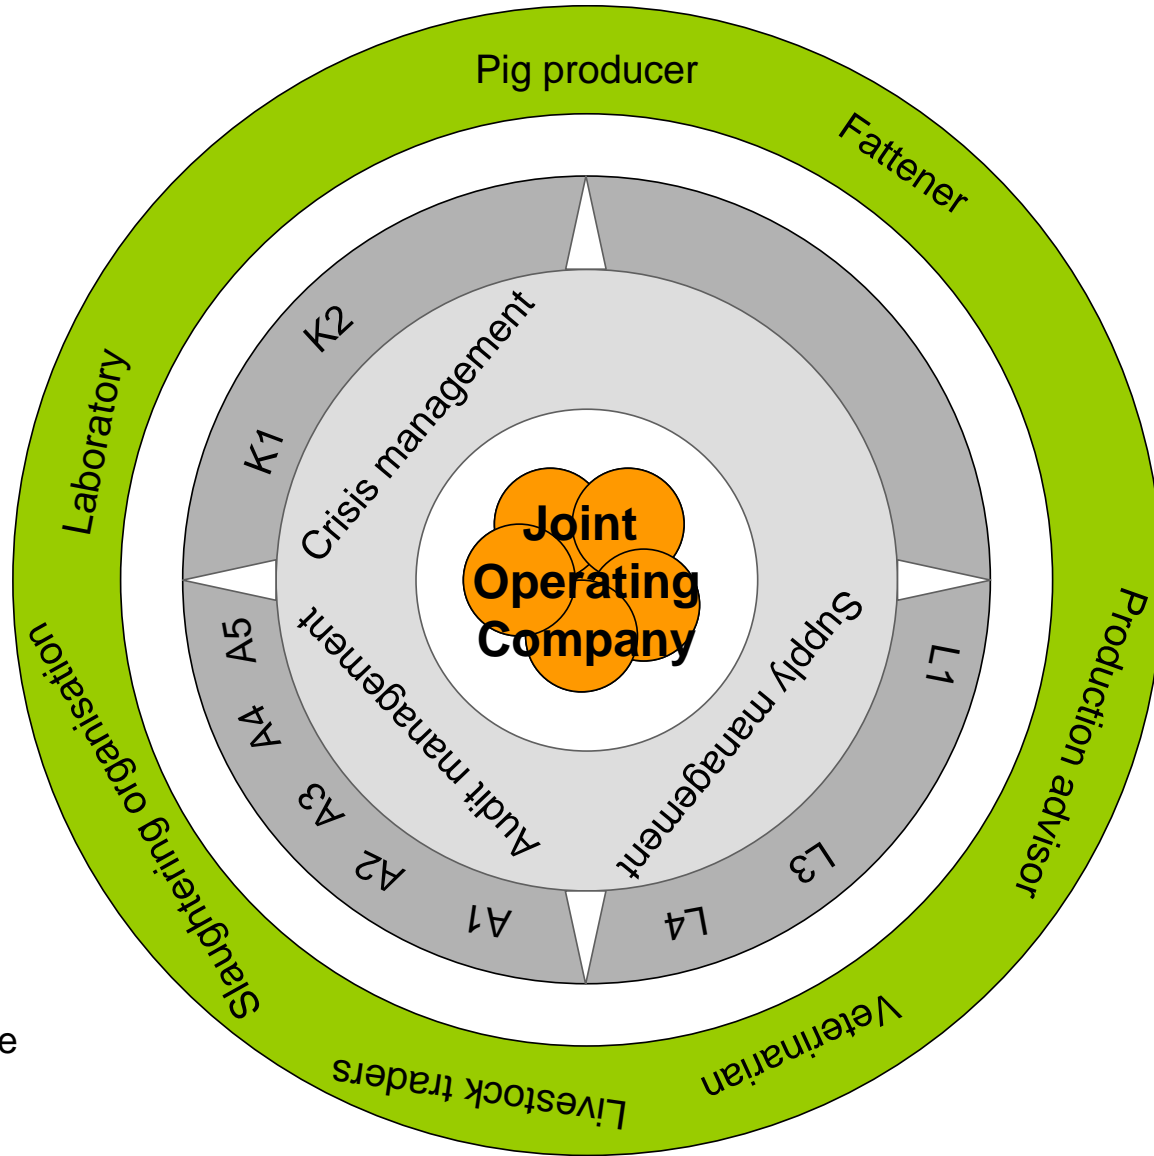 Pig producer
Fattener
Production advisor
Veterinarian
Livestock traders
Slaughtering organisation
Laboratory
K2
K1
Crisis management
Joint
Operating
Company
Supply management
Audit management
L1
L3
L4
A1
A2
A3
A4
A5
e